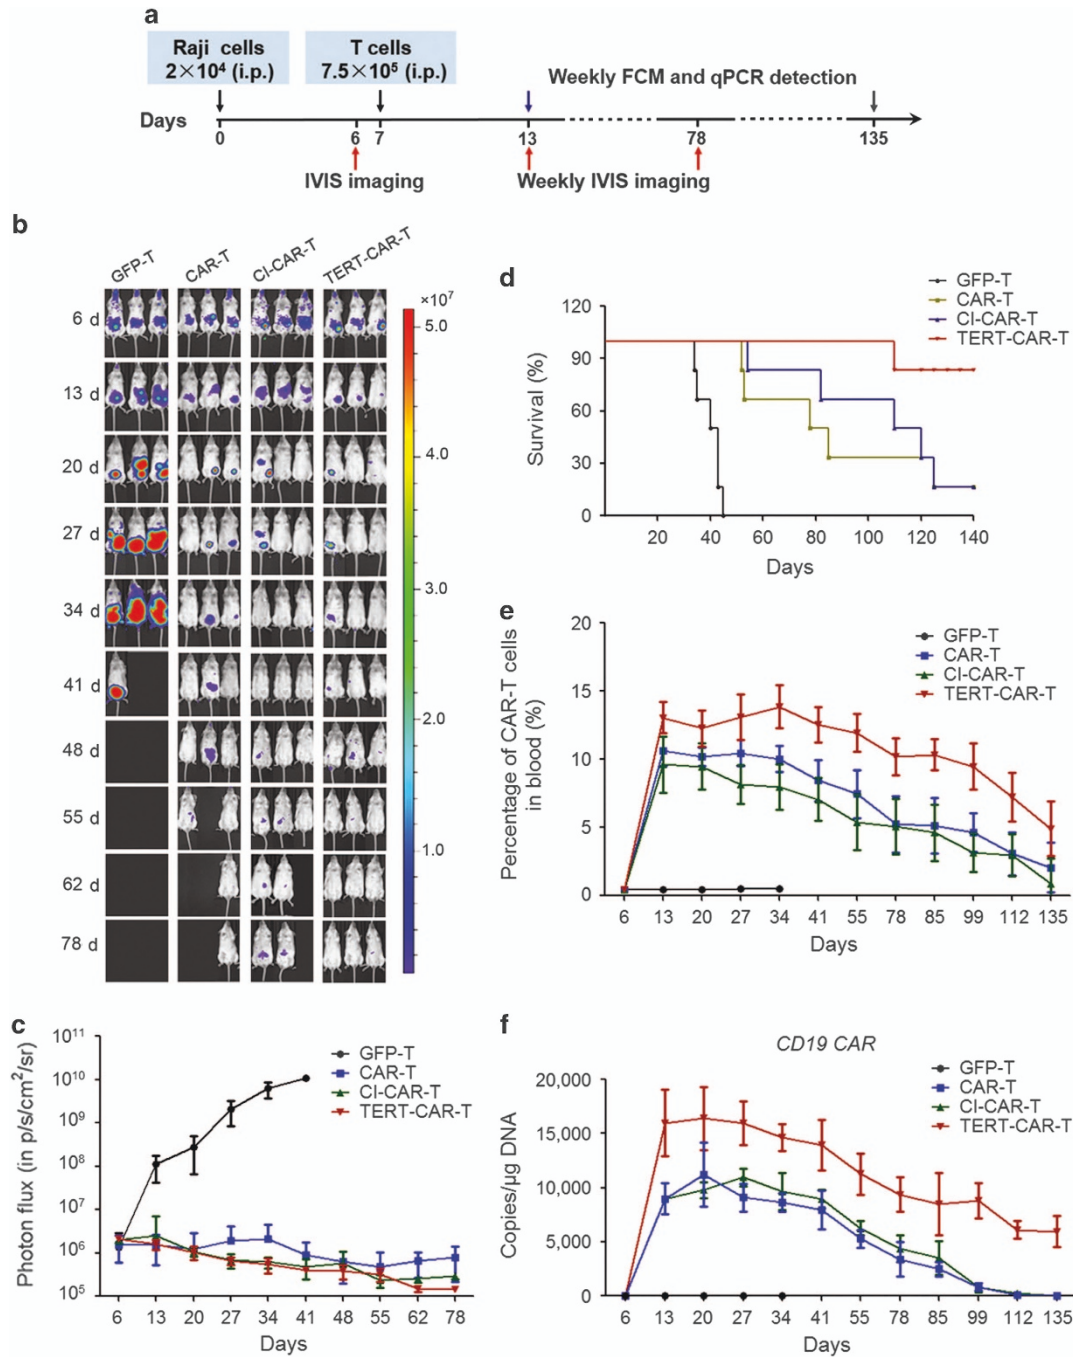 a
Raji cells
2×10⁴ (i.p.)
T cells
7.5×10⁵ (i.p.)
Weekly FCM and qPCR detection
Days
0
6
7
13
78
135
IVIS imaging
Weekly IVIS imaging
b
GFP-T
CAR-T
CI-CAR-T
TERT-CAR-T
6 d
13 d
20 d
27 d
34 d
41 d
48 d
55 d
62 d
78 d
×10⁷
5.0
4.0
3.0
2.0
1.0
d
GFP-T
CAR-T
CI-CAR-T
TERT-CAR-T
Survival (%)
120
90
60
30
0
20 40 60 80 100 120 140
Days
e
GFP-T
CAR-T
CI-CAR-T
TERT-CAR-T
Percentage of CAR-T cells
in blood (%)
20
15
10
5
0
6 13 20 27 34 41 55 78 85 99 112 135
Days
c
GFP-T
CAR-T
CI-CAR-T
TERT-CAR-T
Photon flux (in p/s/cm²/sr)
10¹¹
10¹⁰
10⁹
10⁸
10⁷
10⁶
10⁵
6 13 20 27 34 41 48 55 62 78
Days
f
CD19 CAR
GFP-T
CAR-T
CI-CAR-T
TERT-CAR-T
Copies/µg DNA
20,000
15,000
10,000
5,000
0
6 13 20 27 34 41 55 78 85 99 112 135
Days